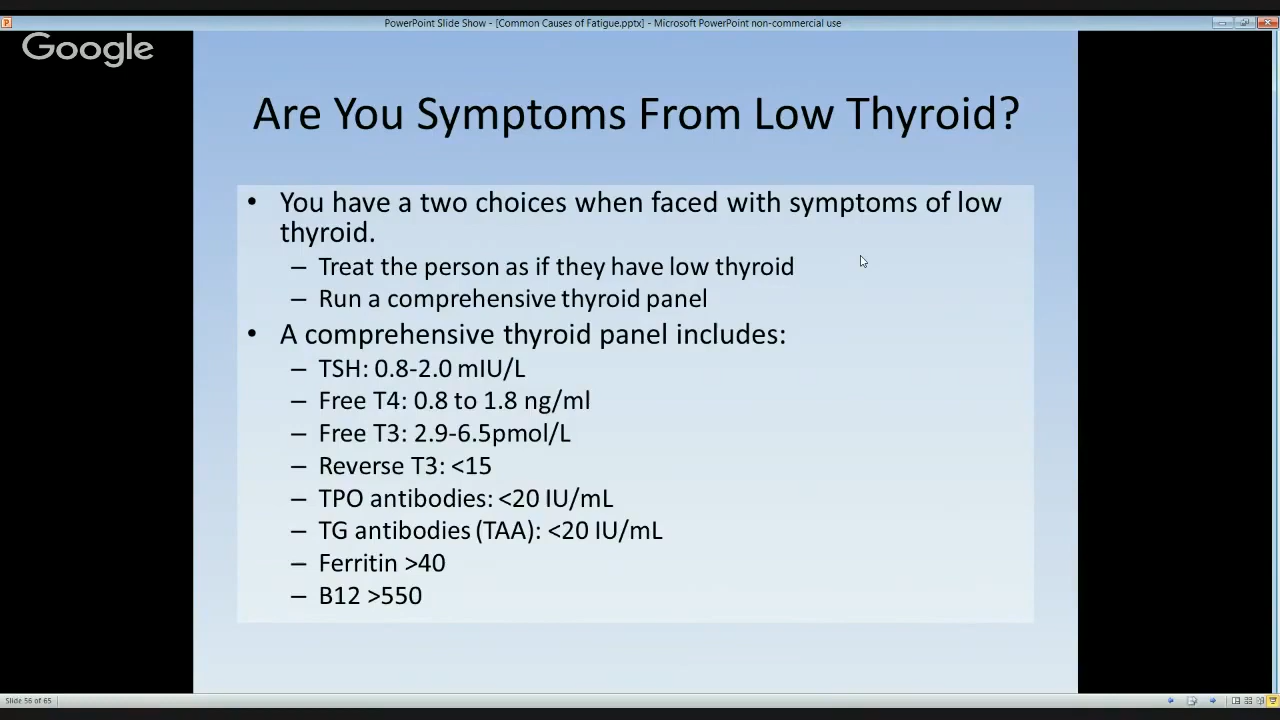 PowerPoint Slide Show - [Common Causes of Fatigue.pptx] - Microsoft PowerPoint non-commercial use
Google
Are You Symptoms From Low Thyroid?
• You have a two choices when faced with symptoms of low
thyroid.
– Treat the person as if they have low thyroid
– Run a comprehensive thyroid panel
• A comprehensive thyroid panel includes:
– TSH: 0.8-2.0 mIU/L
– Free T4: 0.8 to 1.8 ng/ml
– Free T3: 2.9-6.5pmol/L
– Reverse T3: <15
– TPO antibodies: <20 IU/mL
– TG antibodies (TAA): <20 IU/mL
– Ferritin >40
– B12 >550
Slide 56 of 65